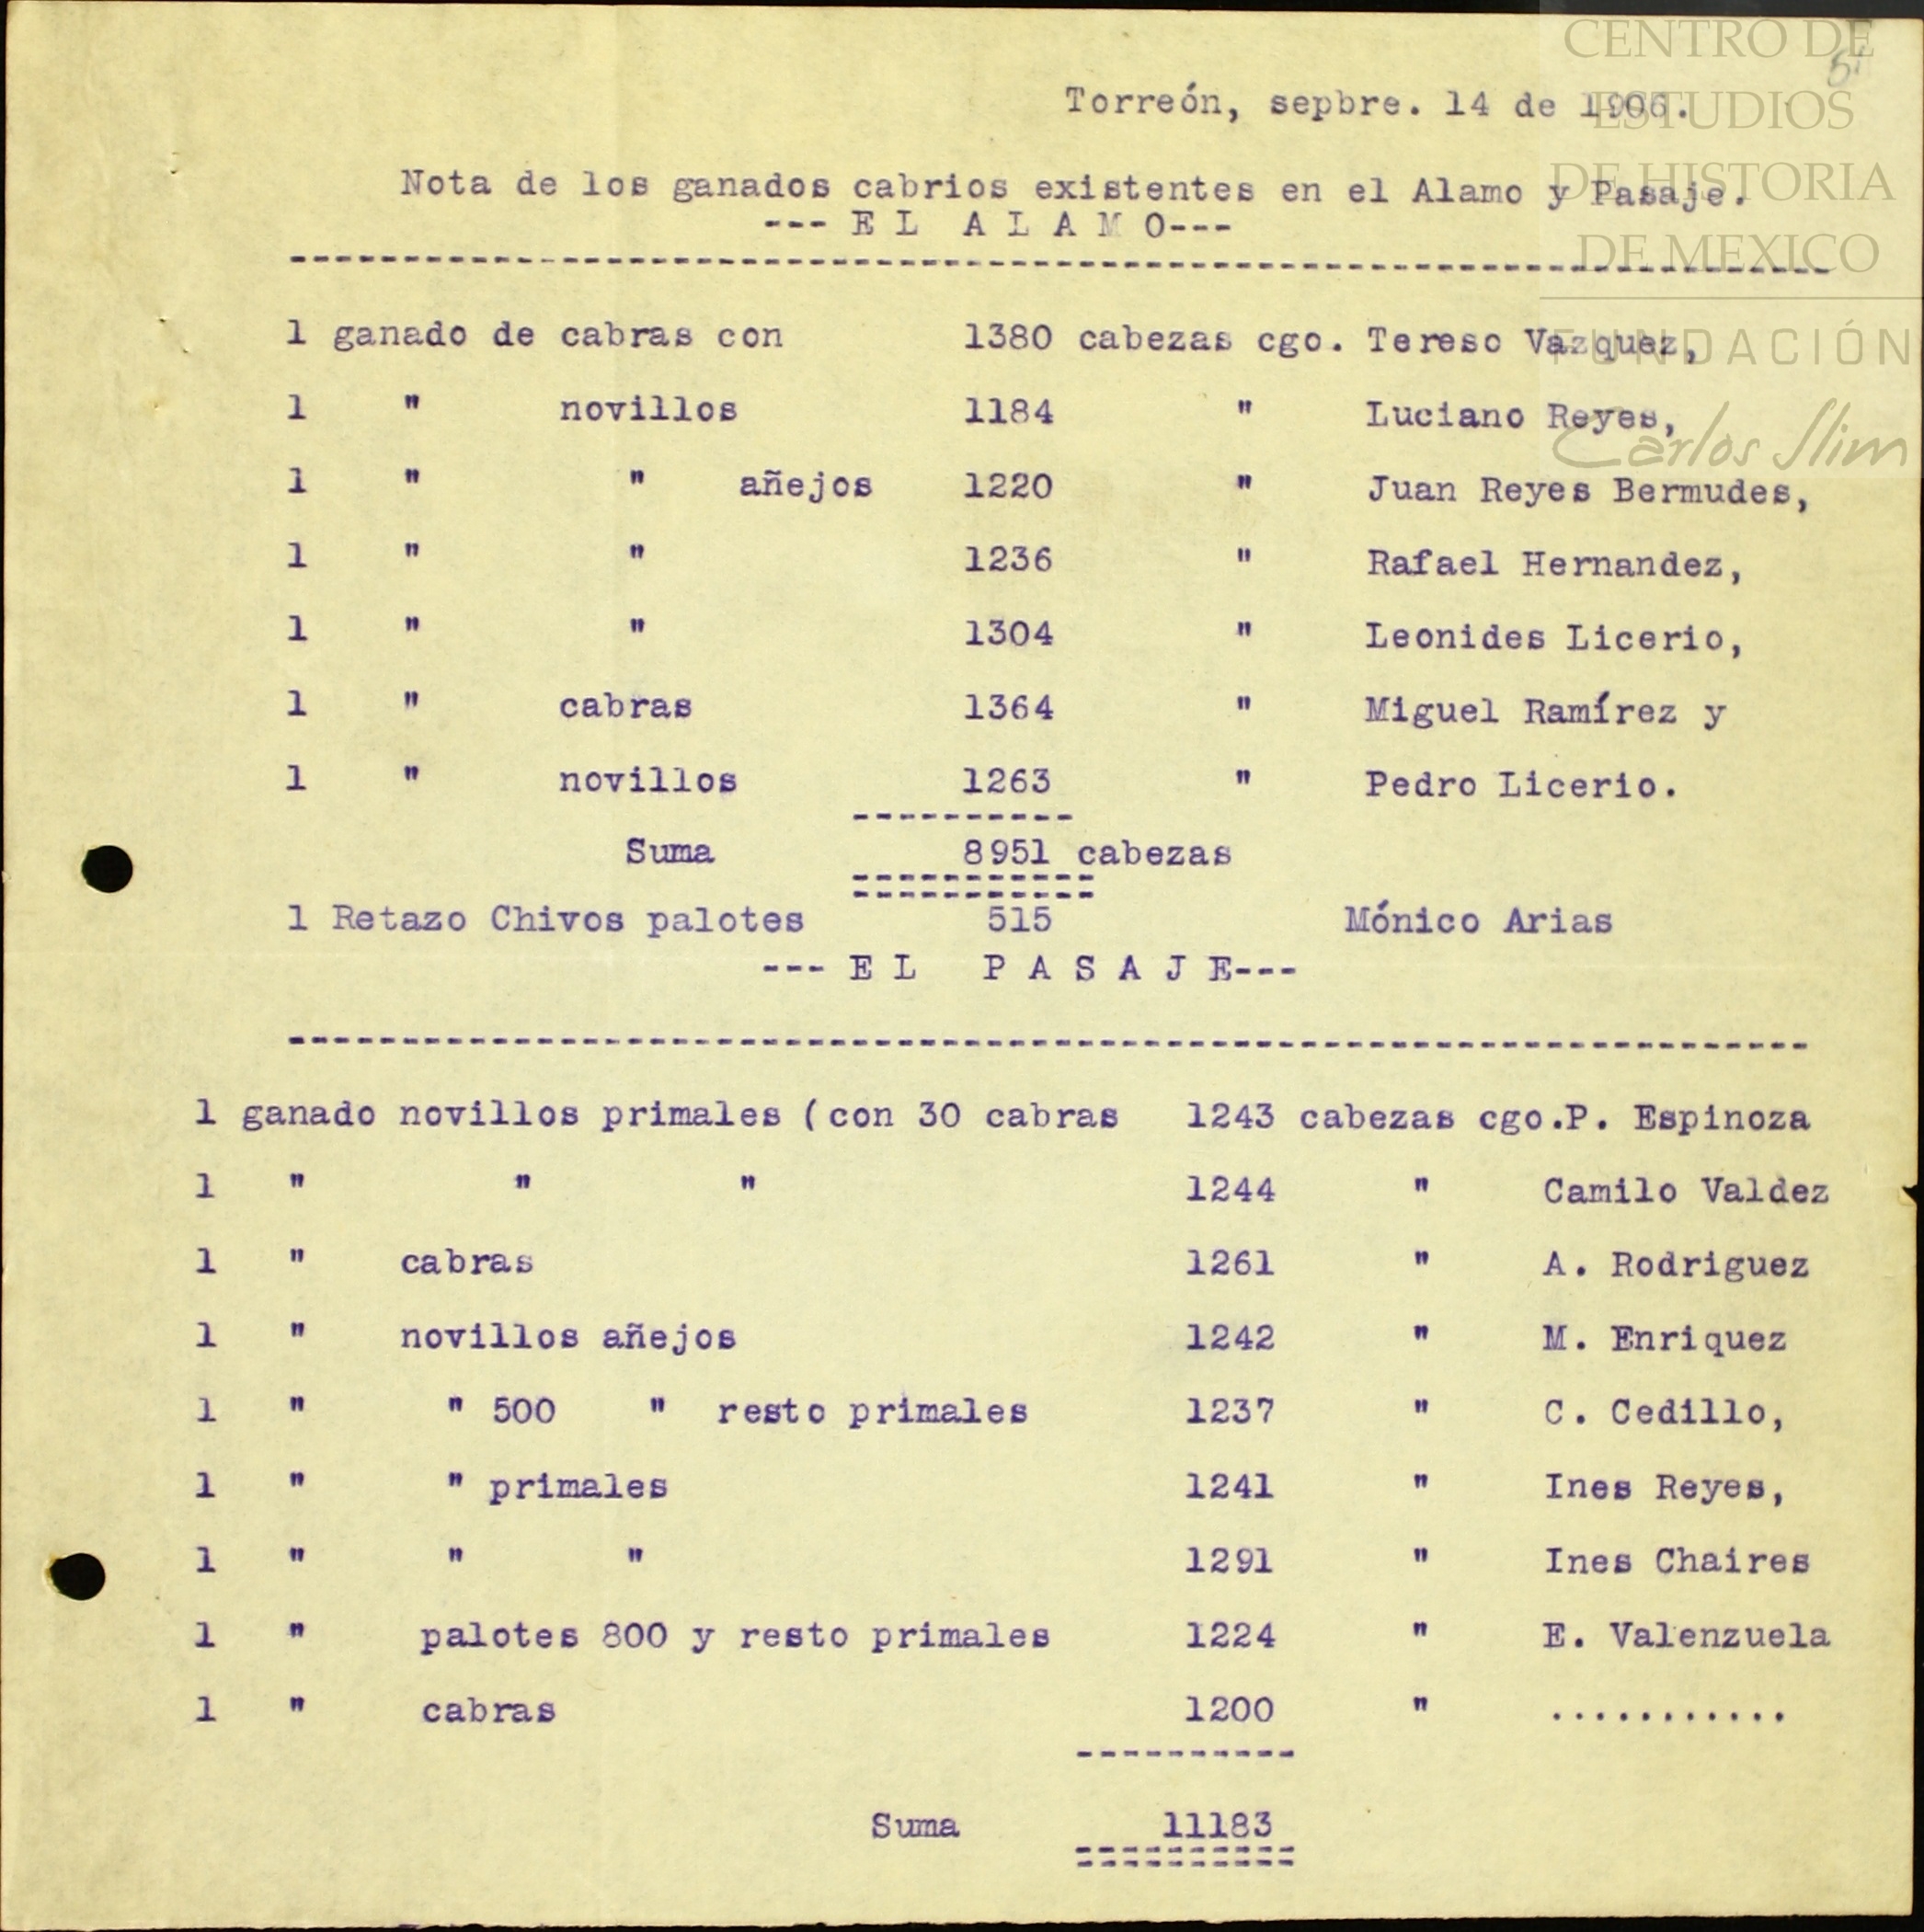 CENTRO DE
ESTUDIOS
DE HISTORIA
DE MEXICO
FUNDACIÓN
Carlos Slim
Torreón, sepbre. 14 de 1906.
Nota de los ganados cabrios existentes en el Alamo y Pasaje.
--- E L A L A M O---
1 ganado de cabras con 1380 cabezas cgo. Tereso Vazquez,
1 " novillos 1184 " Luciano Reyes,
1 " " añejos 1220 " Juan Reyes Bermudes,
1 " " 1236 " Rafael Hernandez,
1 " " 1304 " Leonides Licerio,
1 " cabras 1364 " Miguel Ramírez y
1 " novillos 1263 " Pedro Licerio.
Suma 8951 cabezas
1 Retazo Chivos palotes 515 Mónico Arias
--- E L P A S A J E---
1 ganado novillos primales (con 30 cabras 1243 cabezas cgo.P. Espinoza
1 " " " 1244 " Camilo Valdez
1 " cabras 1261 " A. Rodriguez
1 " novillos añejos 1242 " M. Enriquez
1 " " 500 " resto primales 1237 " C. Cedillo,
1 " " primales 1241 " Ines Reyes,
1 " " " 1291 " Ines Chaires
1 " palotes 800 y resto primales 1224 " E. Valenzuela
1 " cabras 1200 " ...........
Suma 11183